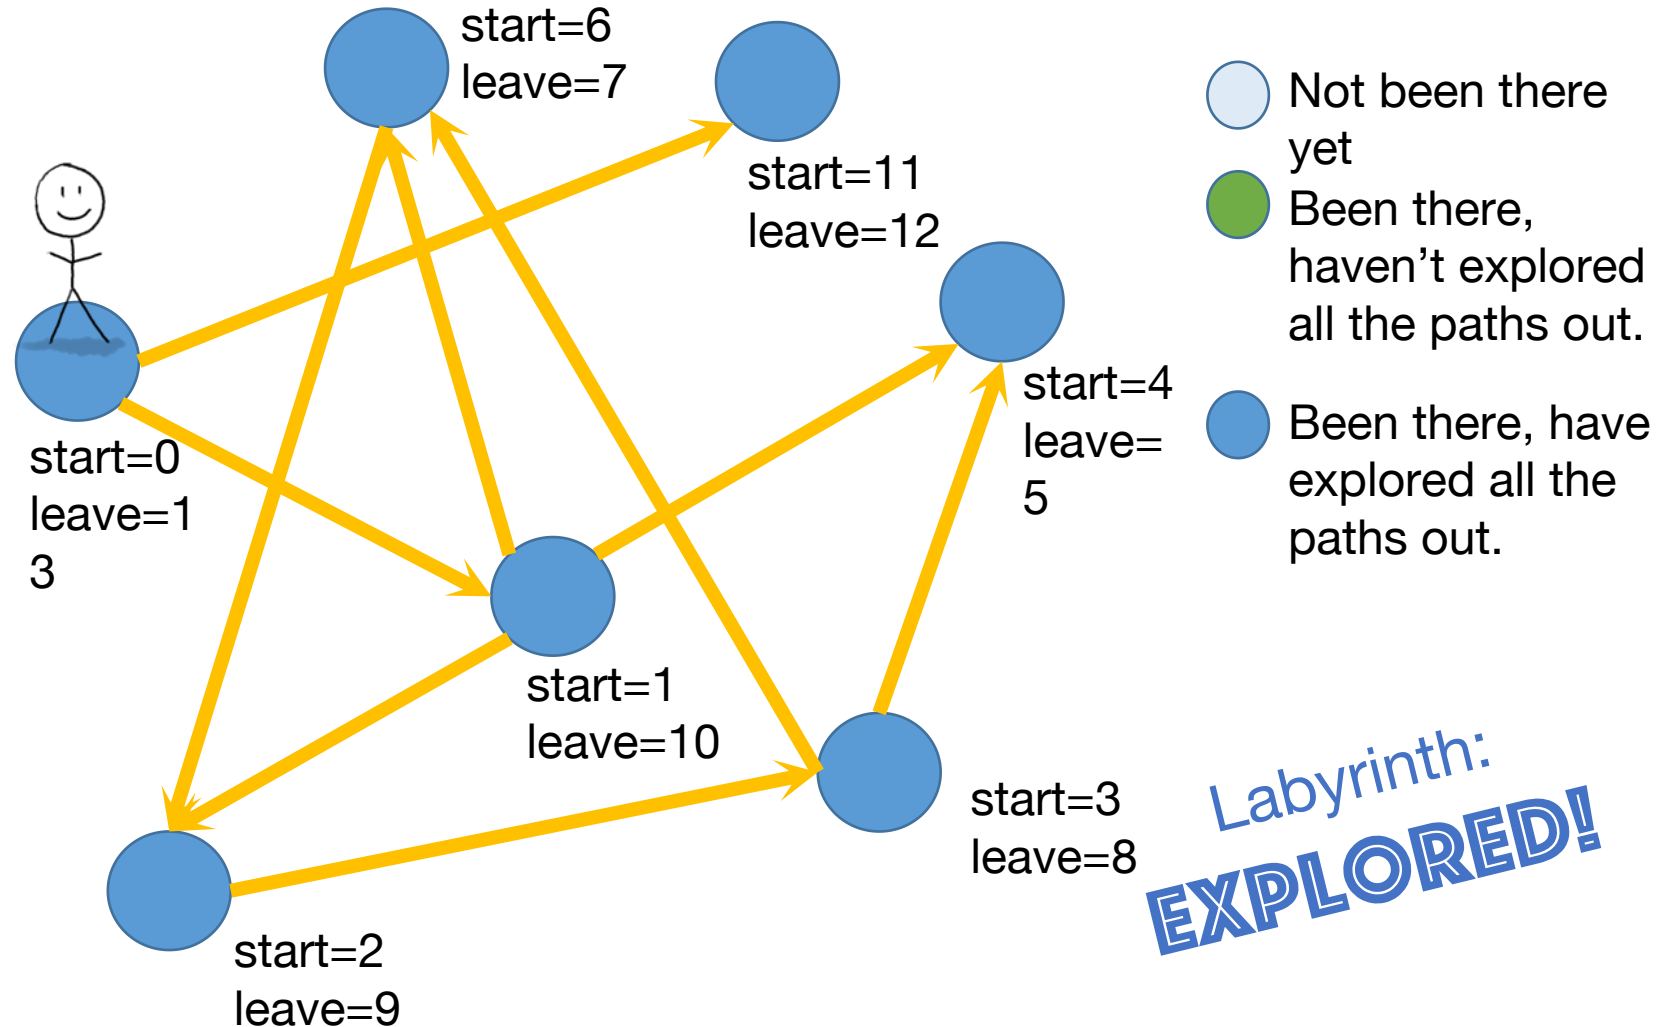 start=6
leave=7
start=11
leave=12
start=0
leave=1
3
start=4
leave=
5
start=1
leave=10
start=3
leave=8
start=2
leave=9
Not been there
yet
Been there,
haven’t explored
all the paths out.
Been there, have
explored all the
paths out.
Labyrinth:
EXPLORED!